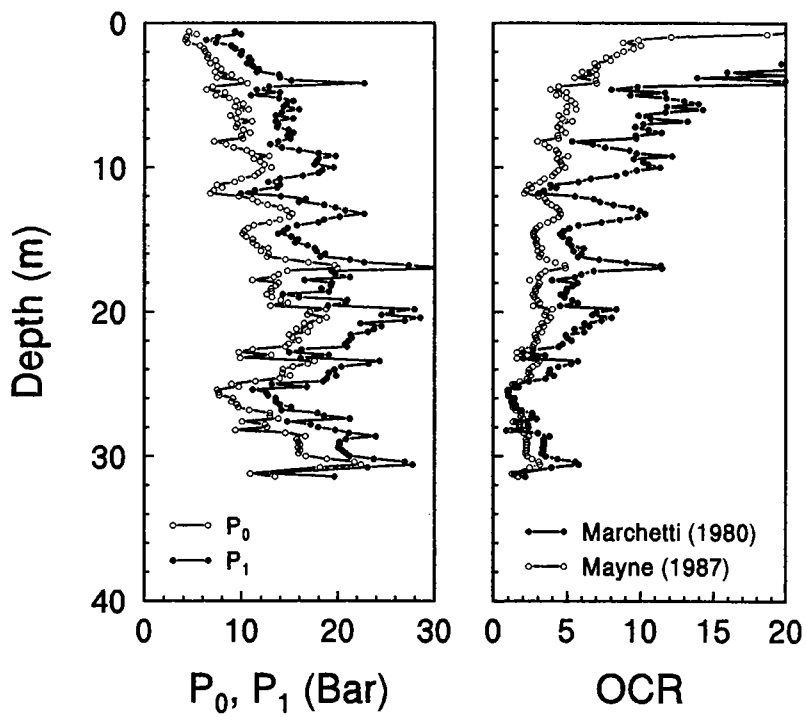 0
10
20
30
40
Depth (m)
P₀
P₁
0 10 20 30
P₀, P₁ (Bar)
Marchetti (1980)
Mayne (1987)
0 5 10 15 20
OCR